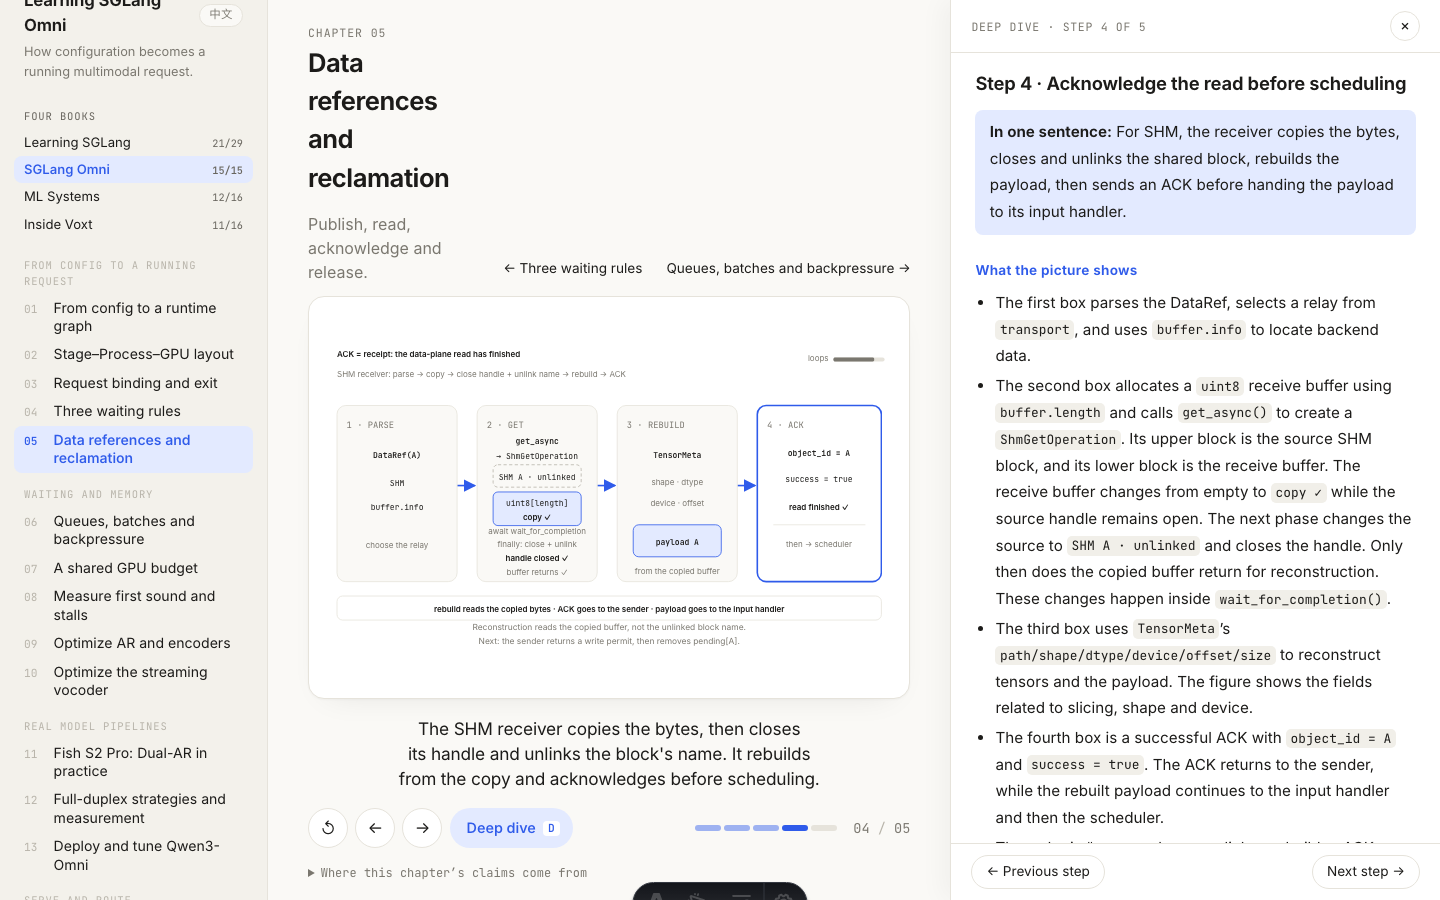 Learning SGLang
Omni
中文
How configuration becomes a
running multimodal request.
FOUR BOOKS
Learning SGLang 21/29
SGLang Omni 15/15
ML Systems 12/16
Inside Voxt 11/16
FROM CONFIG TO A RUNNING
REQUEST
01 From config to a runtime
graph
02 Stage–Process–GPU layout
03 Request binding and exit
04 Three waiting rules
05 Data references and
reclamation
WAITING AND MEMORY
06 Queues, batches and
backpressure
07 A shared GPU budget
08 Measure first sound and
stalls
09 Optimize AR and encoders
10 Optimize the streaming
vocoder
REAL MODEL PIPELINES
11 Fish S2 Pro: Dual-AR in
practice
12 Full-duplex strategies and
measurement
13 Deploy and tune Qwen3-
Omni
SERVE AND ROUTE
CHAPTER 05
Data
references
and
reclamation
Publish, read,
acknowledge and
release.
← Three waiting rules
Queues, batches and backpressure →
ACK = receipt: the data-plane read has finished
SHM receiver: parse → copy → close handle + unlink name → rebuild → ACK
loops
1 · PARSE
DataRef(A)
SHM
buffer.info
choose the relay
2 · GET
get_async
→ ShmGetOperation
SHM A · unlinked
uint8[length]
copy ✓
await wait_for_completion
finally: close + unlink
handle closed ✓
buffer returns ✓
3 · REBUILD
TensorMeta
shape · dtype
device · offset
payload A
from the copied buffer
4 · ACK
object_id = A
success = true
read finished ✓
then → scheduler
rebuild reads the copied bytes · ACK goes to the sender · payload goes to the input handler
Reconstruction reads the copied buffer, not the unlinked block name.
Next: the sender returns a write permit, then removes pending[A].
The SHM receiver copies the bytes, then closes
its handle and unlinks the block's name. It rebuilds
from the copy and acknowledges before scheduling.
Deep dive D
04 / 05
▶ Where this chapter’s claims come from
DEEP DIVE · STEP 4 OF 5
×
Step 4 · Acknowledge the read before scheduling
In one sentence: For SHM, the receiver copies the bytes,
closes and unlinks the shared block, rebuilds the
payload, then sends an ACK before handing the payload
to its input handler.
What the picture shows
• The first box parses the DataRef, selects a relay from
transport, and uses buffer.info to locate backend
data.
• The second box allocates a uint8 receive buffer using
buffer.length and calls get_async() to create a
ShmGetOperation. Its upper block is the source SHM
block, and its lower block is the receive buffer. The
receive buffer changes from empty to copy ✓ while the
source handle remains open. The next phase changes the
source to SHM A · unlinked and closes the handle. Only
then does the copied buffer return for reconstruction.
These changes happen inside wait_for_completion().
• The third box uses TensorMeta’s
path/shape/dtype/device/offset/size to reconstruct
tensors and the payload. The figure shows the fields
related to slicing, shape and device.
• The fourth box is a successful ACK with object_id = A
and success = true. The ACK returns to the sender,
while the rebuilt payload continues to the input handler
and then the scheduler.
← Previous step
Next step →